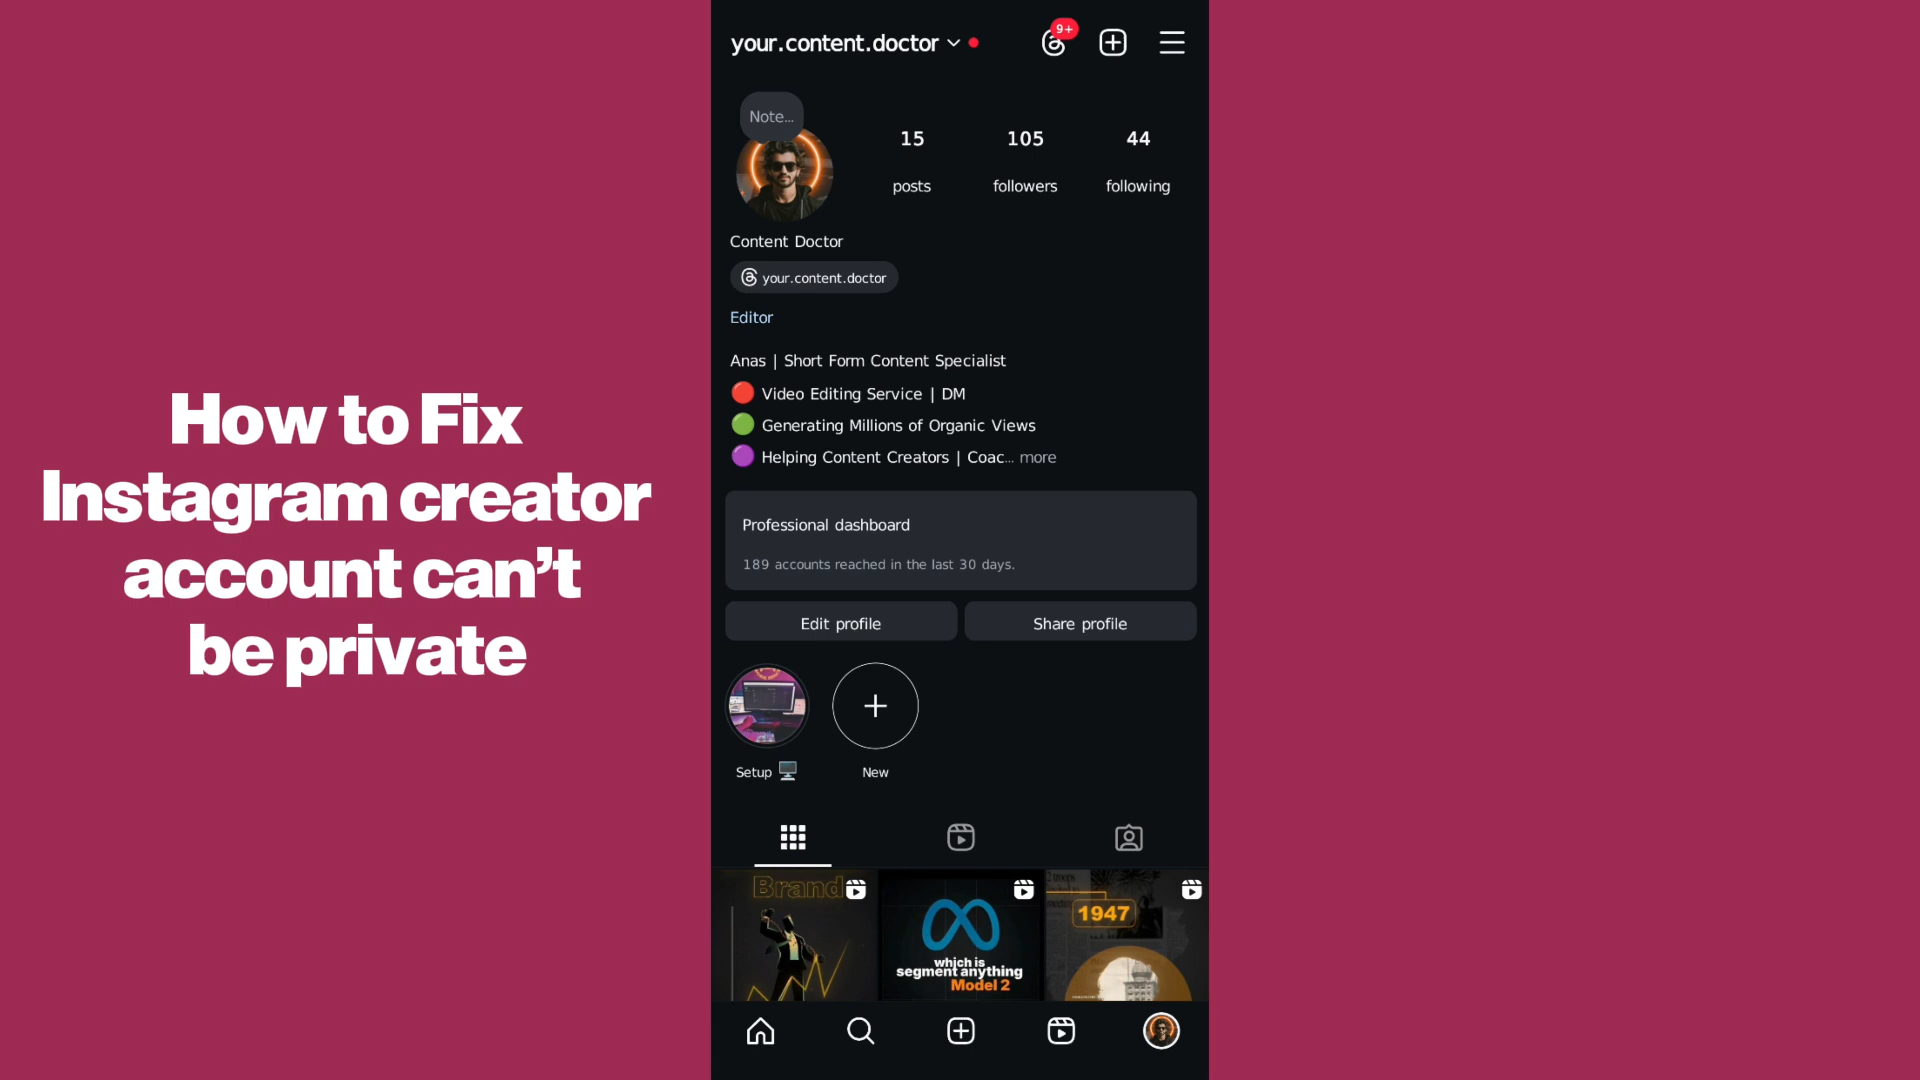 How to Fix
Instagram creator
account can't
be private
your.content.doctor
9+
Note...
15
posts
105
followers
44
following
Content Doctor
your.content.doctor
Editor
Anas | Short Form Content Specialist
Video Editing Service | DM
Generating Millions of Organic Views
Helping Content Creators | Coac... more
Professional dashboard
189 accounts reached in the last 30 days.
Edit profile
Share profile
Setup
New
Brand
which is
segment anything
Model 2
1947